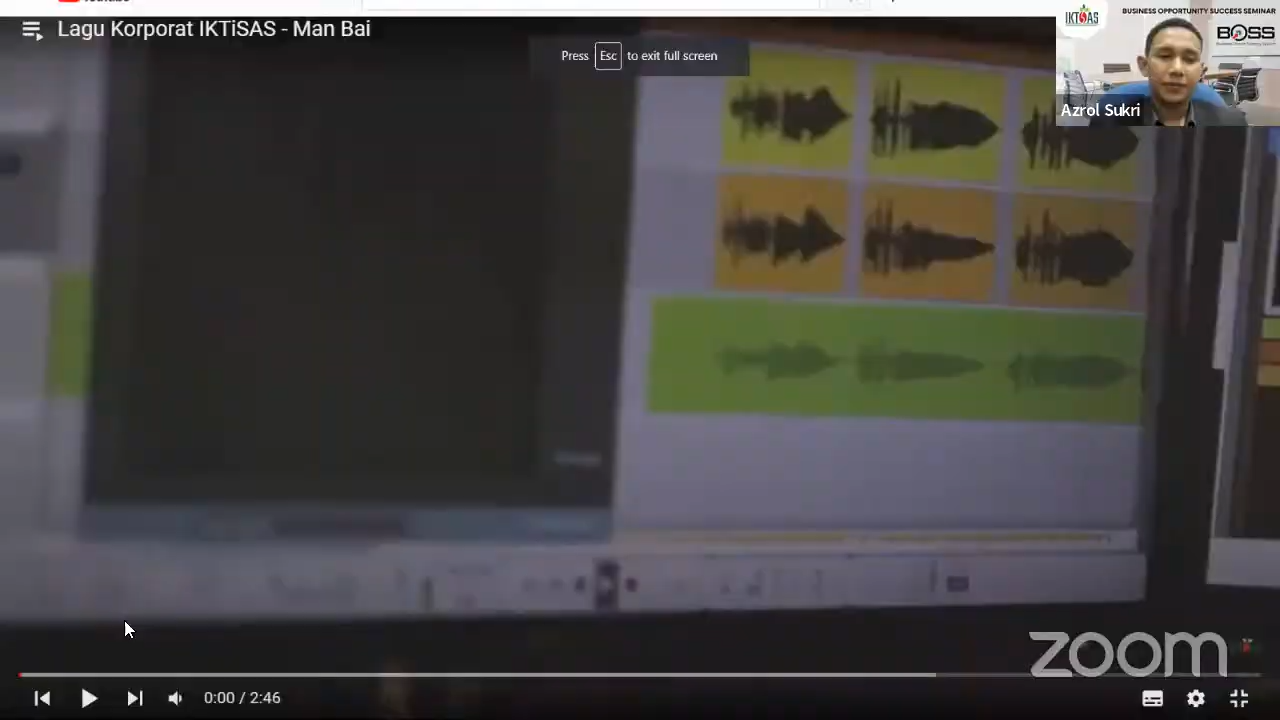 Lagu Korporat IKTiSAS - Man Bai
Press Esc to exit full screen
IKTiSAS
BUSINESS OPPORTUNITY SUCCESS SEMINAR
BOSS
Azrol Sukri
zoom
0:00 / 2:46